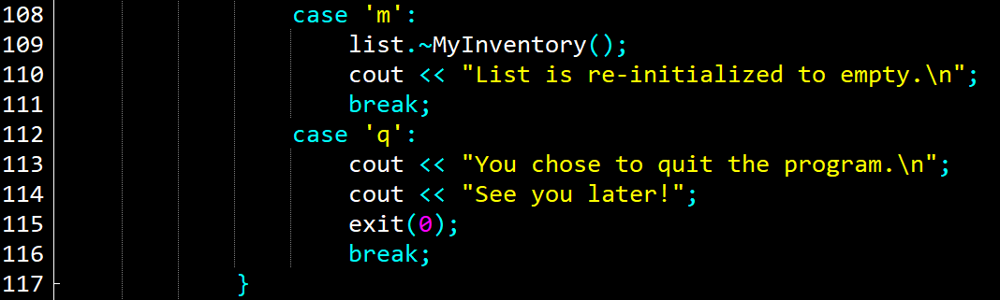 108 case 'm':
109 list.~MyInventory();
110 cout << "List is re-initialized to empty.\n";
111 break;
112 case 'q':
113 cout << "You chose to quit the program.\n";
114 cout << "See you later!";
115 exit(0);
116 break;
117 }